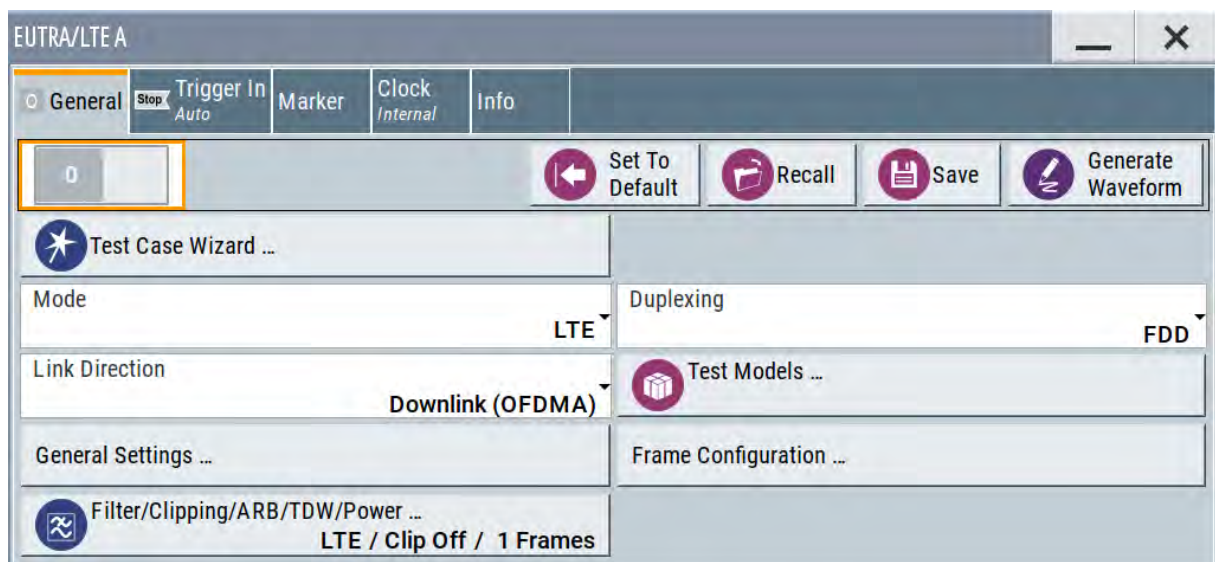 EUTRA/LTE A
General
Stop
Trigger In
Auto
Marker
Clock
Internal
Info
0
Set To
Default
Recall
Save
Generate
Waveform
Test Case Wizard ...
Mode
LTE
Duplexing
FDD
Link Direction
Downlink (OFDMA)
Test Models ...
General Settings ...
Frame Configuration ...
Filter/Clipping/ARB/TDW/Power ...
LTE / Clip Off / 1 Frames